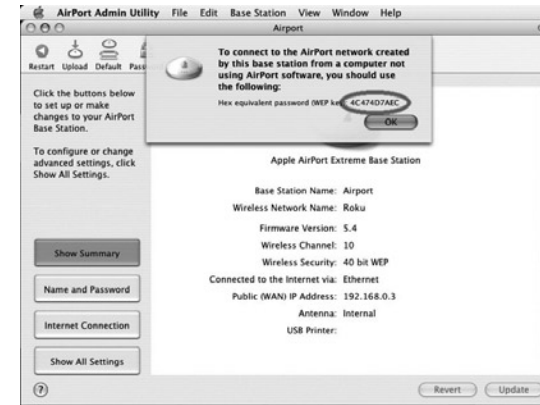 AirPort Admin Utility File Edit Base Station View Window Help
Airport
Restart Upload Default
To connect to the AirPort network created
by this base station from a computer not
using AirPort software, you should use
the following:
Hex equivalent password (WEP key): 4C474D7AEC
OK
Click the buttons below
to set up or make
changes to your AirPort
Base Station.
To configure or change
advanced settings, click
Show All Settings.
Show Summary
Name and Password
Internet Connection
Show All Settings
Apple AirPort Extreme Base Station
Base Station Name: Airport
Wireless Network Name: Roku
Firmware Version: 5.4
Wireless Channel: 10
Wireless Security: 40 bit WEP
Connected to the Internet via: Ethernet
Public (WAN) IP Address: 192.168.0.3
Antenna: Internal
USB Printer:
?
Revert Update